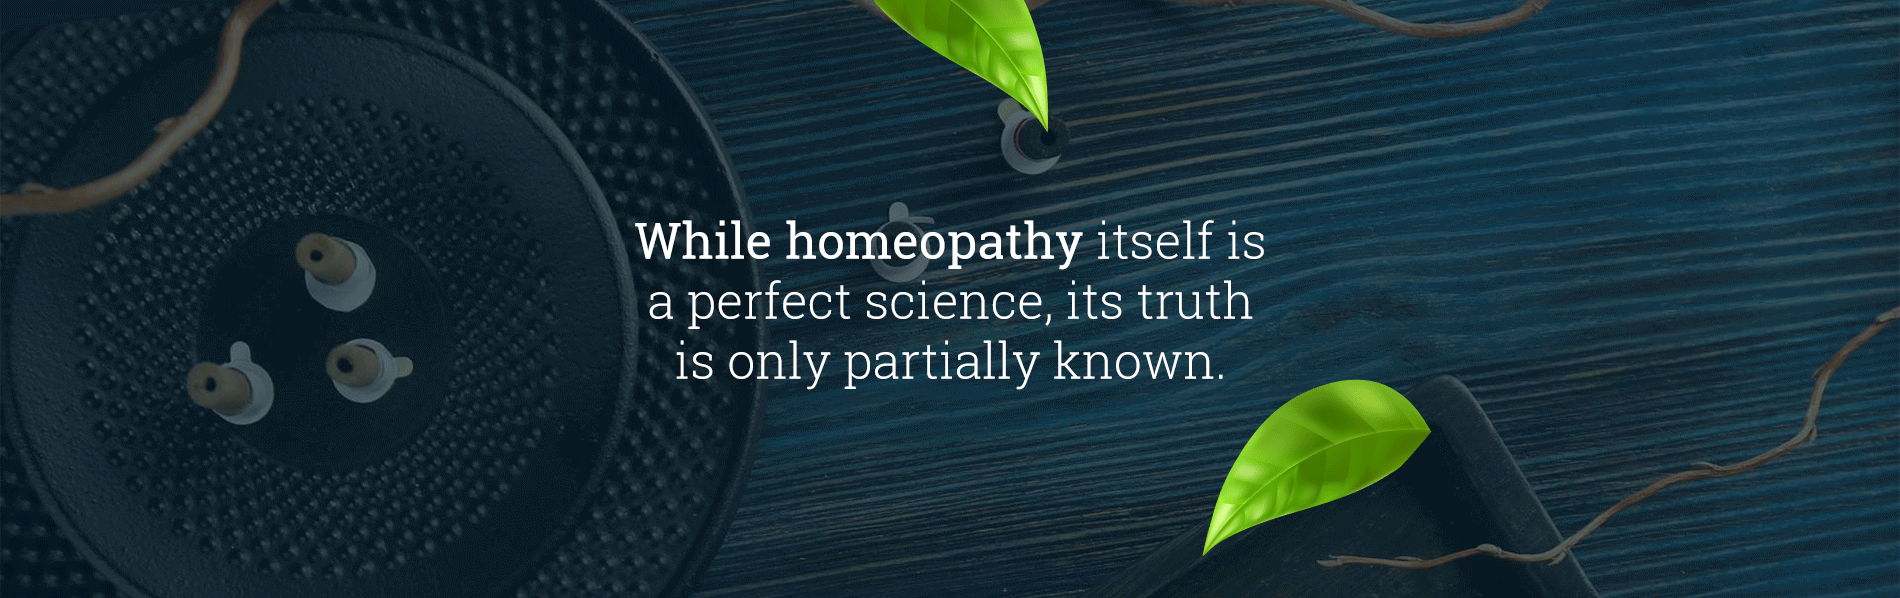 While homeopathy itself is
a perfect science, its truth
is only partially known.